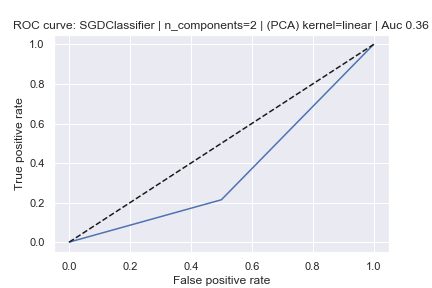 ROC curve: SGDClassifier | n_components=2 | (PCA) kernel=linear | Auc 0.36
1.0
0.8
0.6
0.4
0.2
0.0
True positive rate
0.0 0.2 0.4 0.6 0.8 1.0
False positive rate